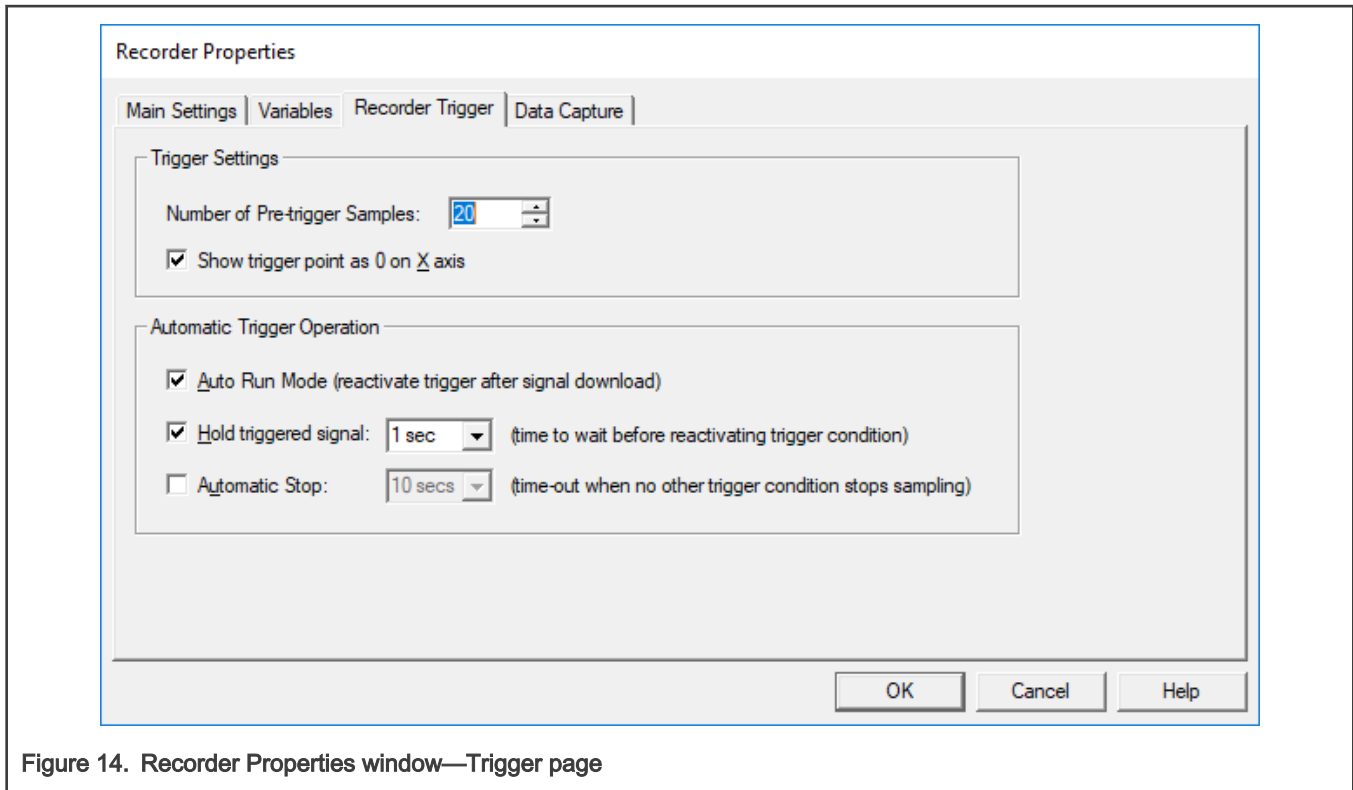 Recorder Properties
Main Settings Variables Recorder Trigger Data Capture
Trigger Settings
Number of Pre-trigger Samples: 20
Show trigger point as 0 on X axis
Automatic Trigger Operation
Auto Run Mode (reactivate trigger after signal download)
Hold triggered signal: 1 sec (time to wait before reactivating trigger condition)
Automatic Stop: 10 secs (time-out when no other trigger condition stops sampling)
OK Cancel Help
Figure 14. Recorder Properties window—Trigger page